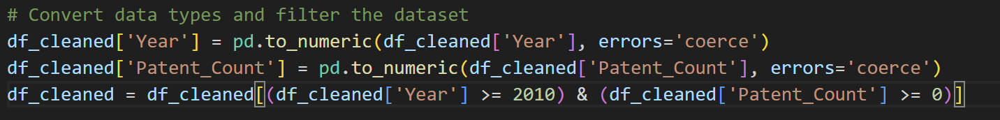 # Convert data types and filter the dataset
df_cleaned['Year'] = pd.to_numeric(df_cleaned['Year'], errors='coerce')
df_cleaned['Patent_Count'] = pd.to_numeric(df_cleaned['Patent_Count'], errors='coerce')
df_cleaned = df_cleaned[(df_cleaned['Year'] >= 2010) & (df_cleaned['Patent_Count'] >= 0)]